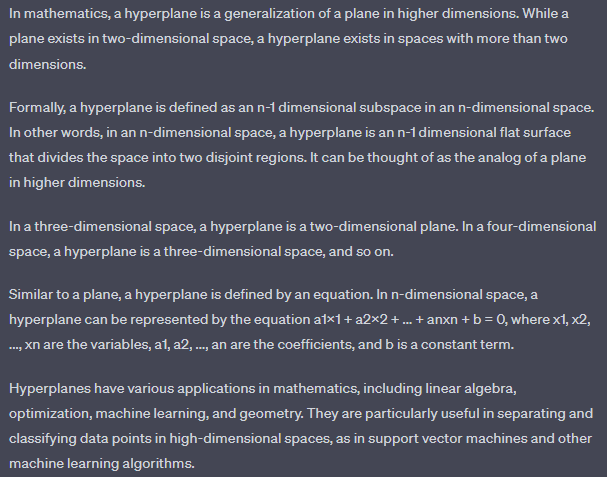 In mathematics, a hyperplane is a generalization of a plane in higher dimensions. While a
plane exists in two-dimensional space, a hyperplane exists in spaces with more than two
dimensions.
Formally, a hyperplane is defined as an n-1 dimensional subspace in an n-dimensional space.
In other words, in an n-dimensional space, a hyperplane is an n-1 dimensional flat surface
that divides the space into two disjoint regions. It can be thought of as the analog of a plane
in higher dimensions.
In a three-dimensional space, a hyperplane is a two-dimensional plane. In a four-dimensional
space, a hyperplane is a three-dimensional space, and so on.
Similar to a plane, a hyperplane is defined by an equation. In n-dimensional space, a
hyperplane can be represented by the equation a1×1 + a2×2 + ... + anxn + b = 0, where x1, x2,
..., xn are the variables, a1, a2, ..., an are the coefficients, and b is a constant term.
Hyperplanes have various applications in mathematics, including linear algebra,
optimization, machine learning, and geometry. They are particularly useful in separating and
classifying data points in high-dimensional spaces, as in support vector machines and other
machine learning algorithms.